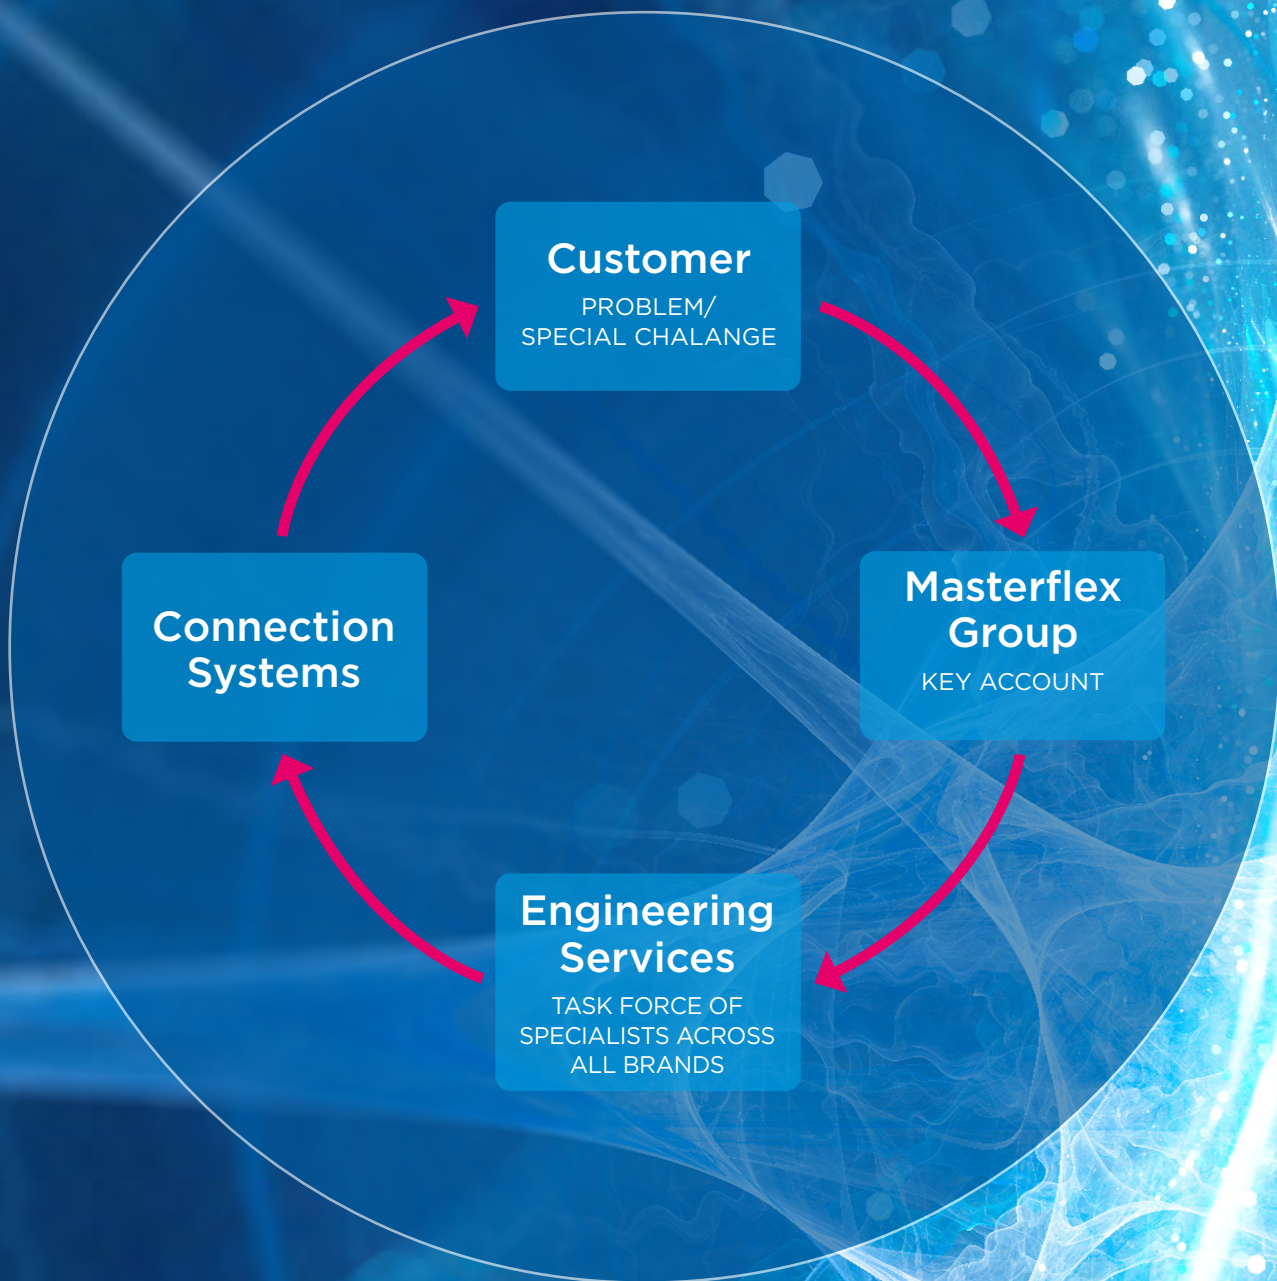 Customer
PROBLEM/
SPECIAL CHALANGE
Masterflex
Group
KEY ACCOUNT
Engineering
Services
TASK FORCE OF
SPECIALISTS ACROSS
ALL BRANDS
Connection
Systems